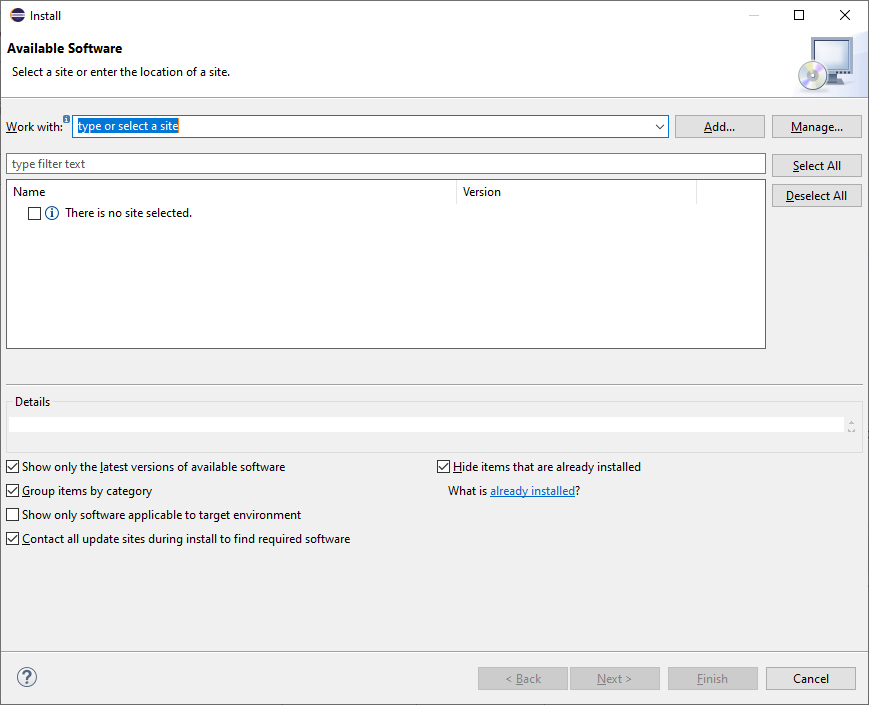 Install
Available Software
Select a site or enter the location of a site.
Work with: type or select a site Add... Manage...
type filter text Select All
Name Version Deselect All
There is no site selected.
Details
Show only the latest versions of available software Hide items that are already installed
Group items by category What is already installed?
Show only software applicable to target environment
Contact all update sites during install to find required software
? < Back Next > Finish Cancel